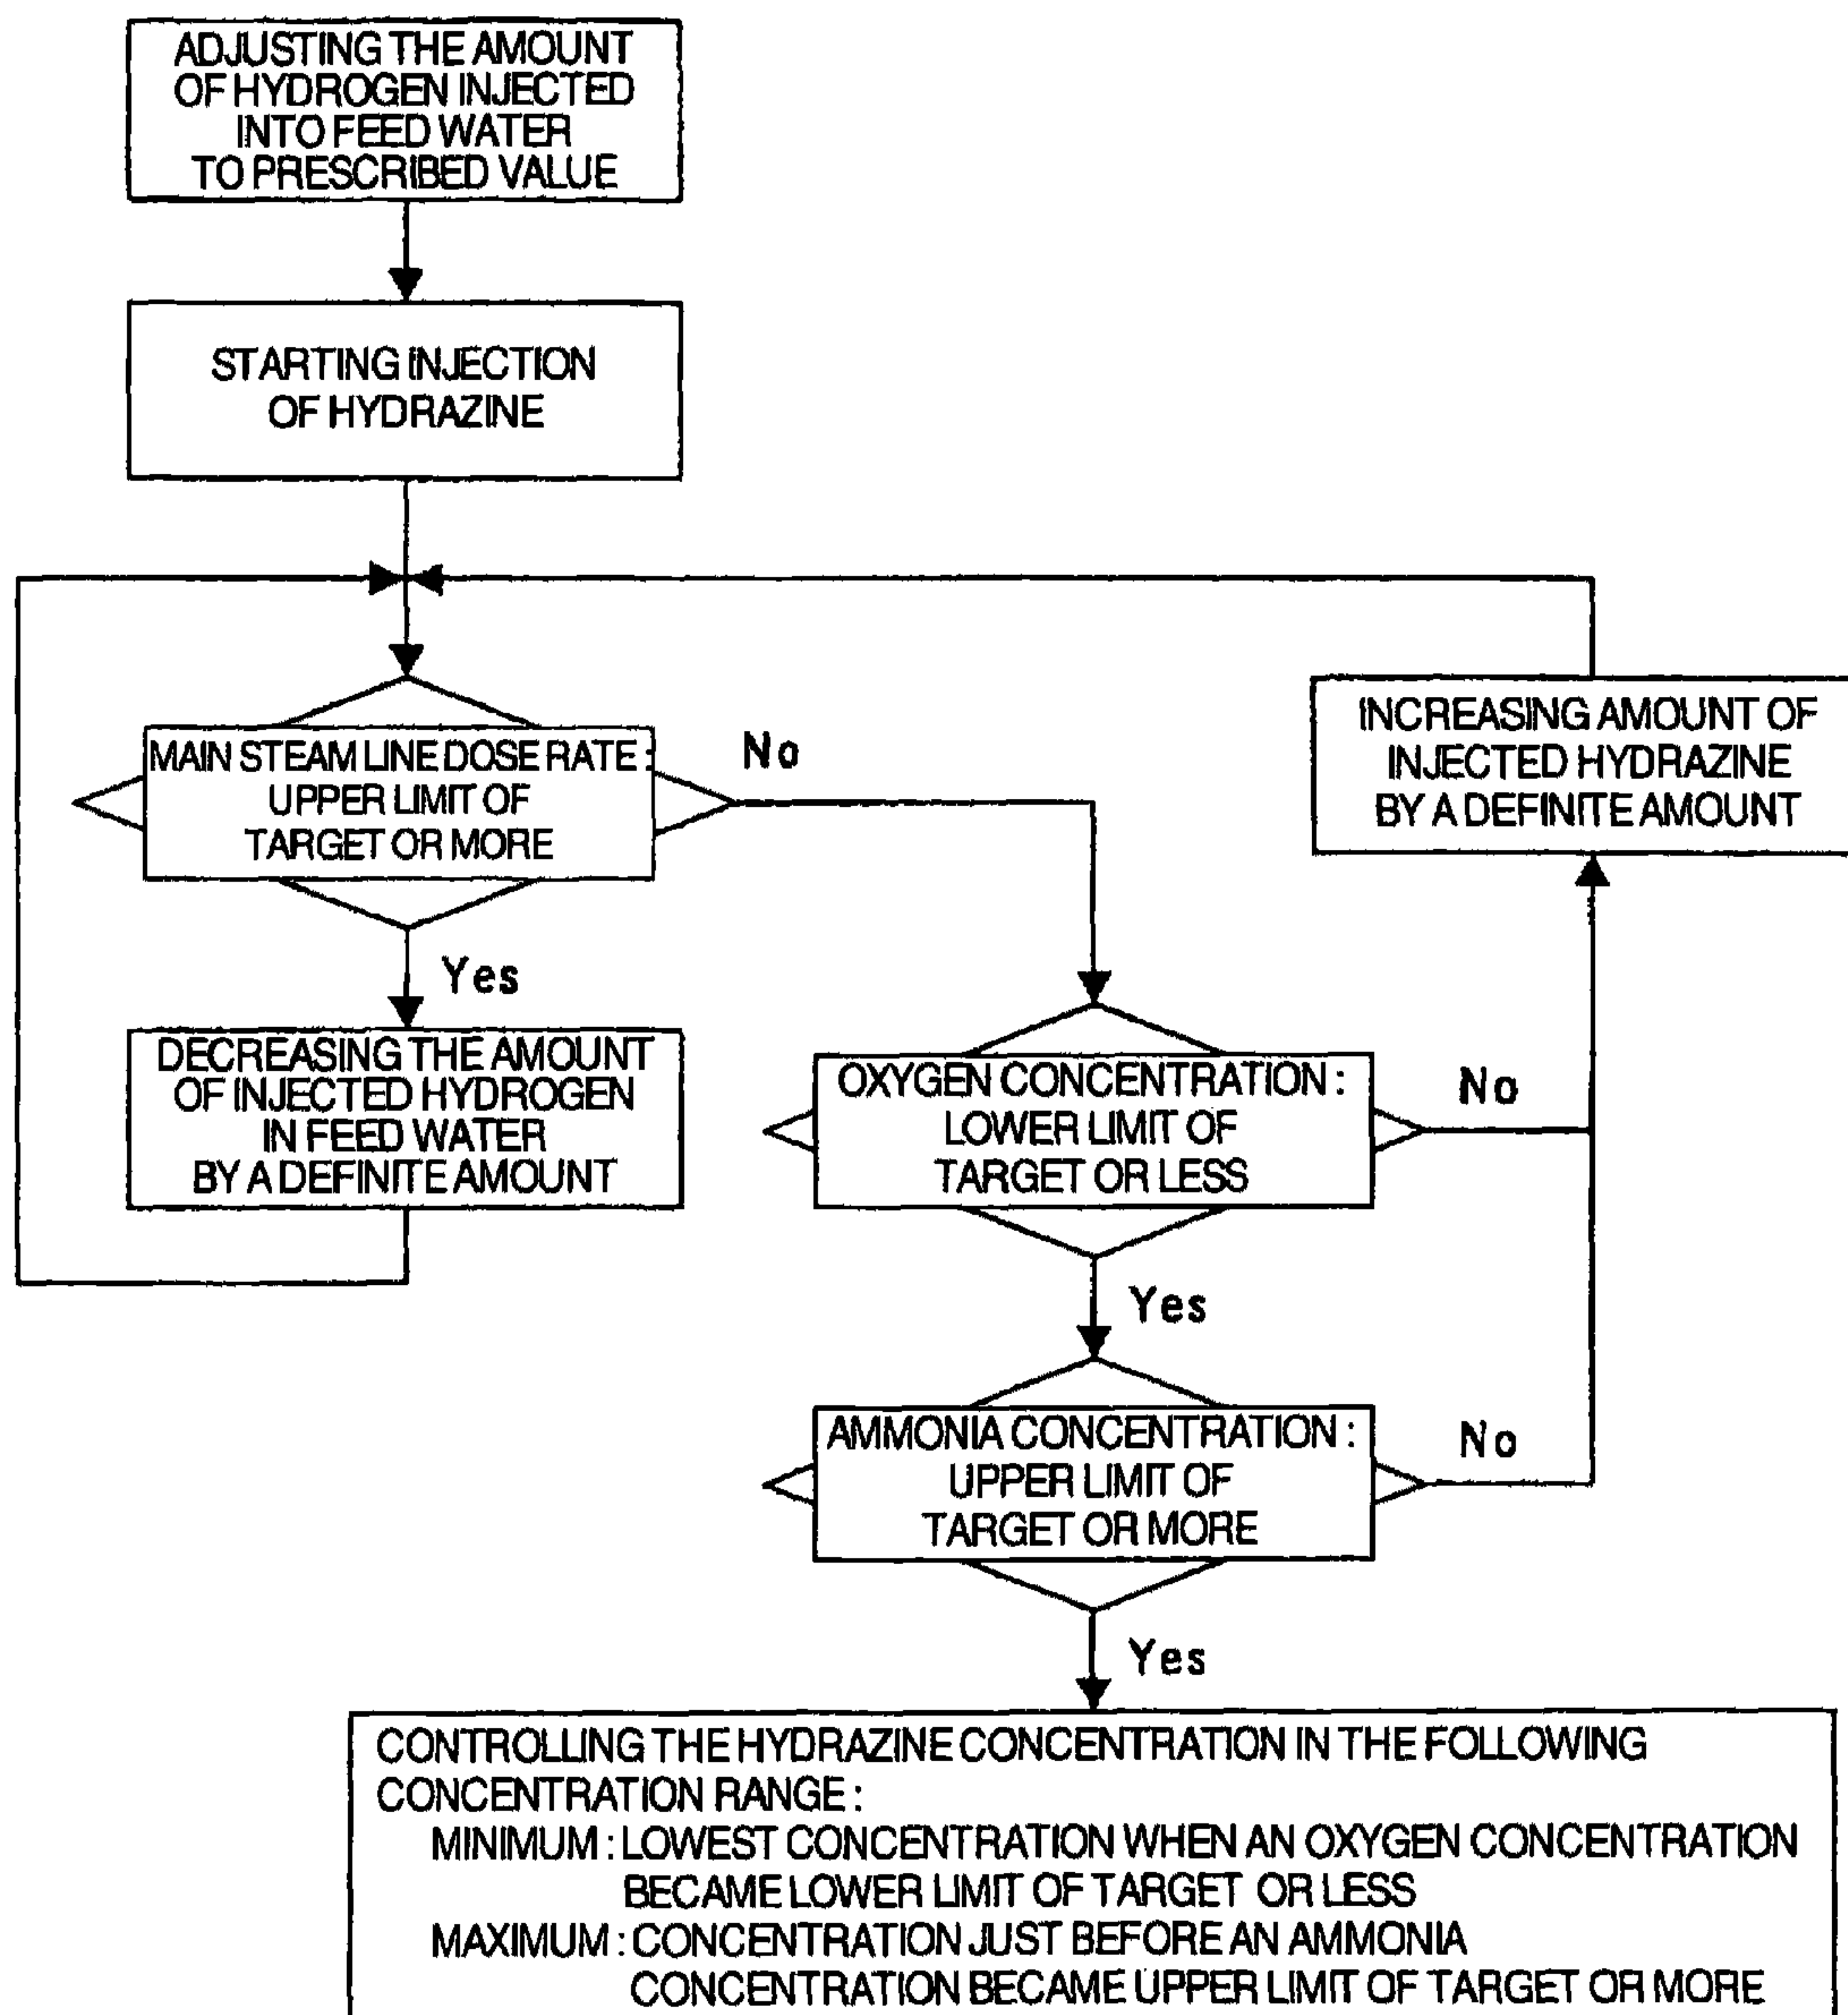 ADJUSTING THE AMOUNT
OF HYDROGEN INJECTED
INTO FEED WATER
TO PRESCRIBED VALUE
STARTING INJECTION
OF HYDRAZINE
MAIN STEAM LINE DOSE RATE :
UPPER LIMIT OF
TARGET OR MORE
No
INCREASING AMOUNT OF
INJECTED HYDRAZINE
BY A DEFINITE AMOUNT
Yes
DECREASING THE AMOUNT
OF INJECTED HYDROGEN
IN FEED WATER
BY A DEFINITE AMOUNT
OXYGEN CONCENTRATION :
LOWER LIMIT OF
TARGET OR LESS
No
Yes
AMMONIA CONCENTRATION :
UPPER LIMIT OF
TARGET OR MORE
No
Yes
CONTROLLING THE HYDRAZINE CONCENTRATION IN THE FOLLOWING
CONCENTRATION RANGE :
MINIMUM : LOWEST CONCENTRATION WHEN AN OXYGEN CONCENTRATION
BECAME LOWER LIMIT OF TARGET OR LESS
MAXIMUM : CONCENTRATION JUST BEFORE AN AMMONIA
CONCENTRATION BECAME UPPER LIMIT OF TARGET OR MORE